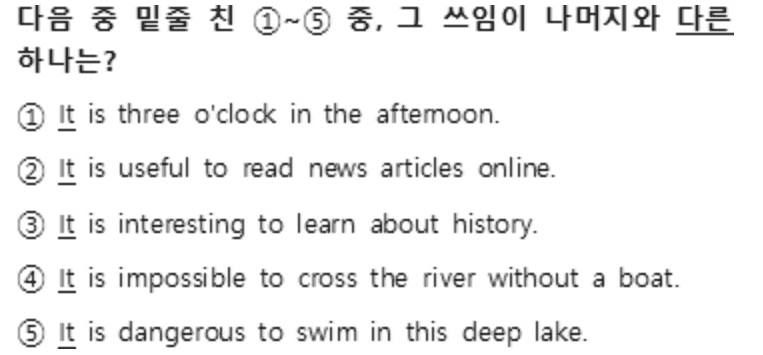 다음 중 밑줄 친 ①~⑤ 중, 그 쓰임이 나머지와 다른
하나는?
① It is three o'clock in the afternoon.
② It is useful to read news articles online.
③ It is interesting to learn about history.
④ It is impossible to cross the river without a boat.
⑤ It is dangerous to swim in this deep lake.